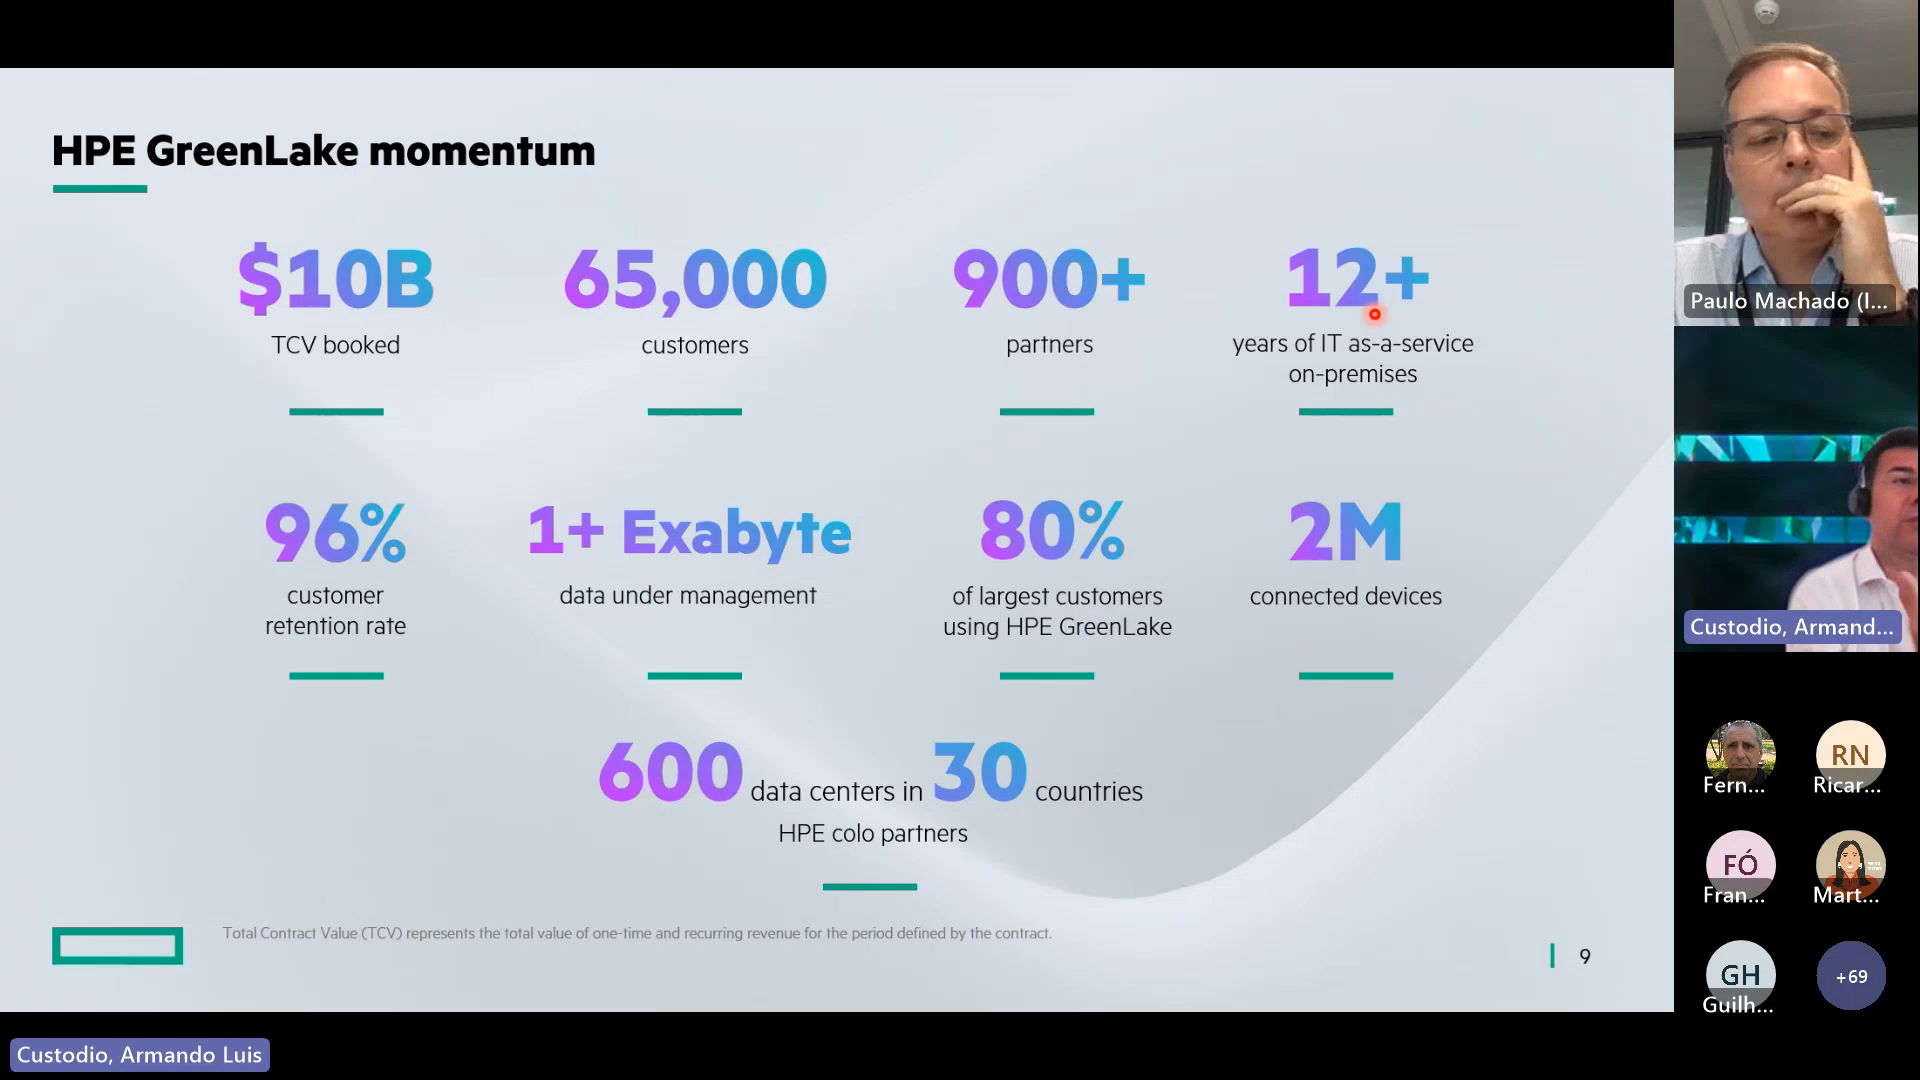 HPE GreenLake momentum
$10B
TCV booked
65,000
customers
900+
partners
12+
years of IT as-a-service
on-premises
96%
customer
retention rate
1+ Exabyte
data under management
80%
of largest customers
using HPE GreenLake
2M
connected devices
600 data centers in 30 countries
HPE colo partners
Total Contract Value (TCV) represents the total value of one-time and recurring revenue for the period defined by the contract.
9
Custodio, Armando Luis
Paulo Machado (I...
Custodio, Armand...
Fern...
RN
Ricar...
FÓ
Fran...
Mart...
GH
Guilh...
+69